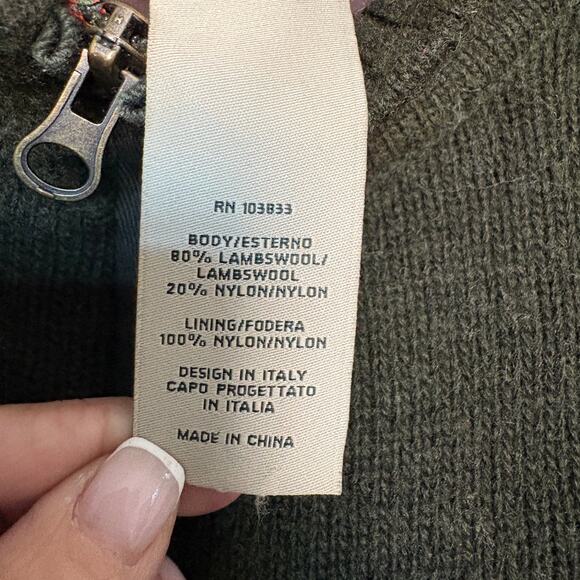 RN 103833
BODY/ESTERNO
80% LAMBSWOOL/
LAMBSWOOL
20% NYLON/NYLON
LINING/FODERA
100% NYLON/NYLON
DESIGN IN ITALY
CAPO PROGETTATO
IN ITALIA
MADE IN CHINA